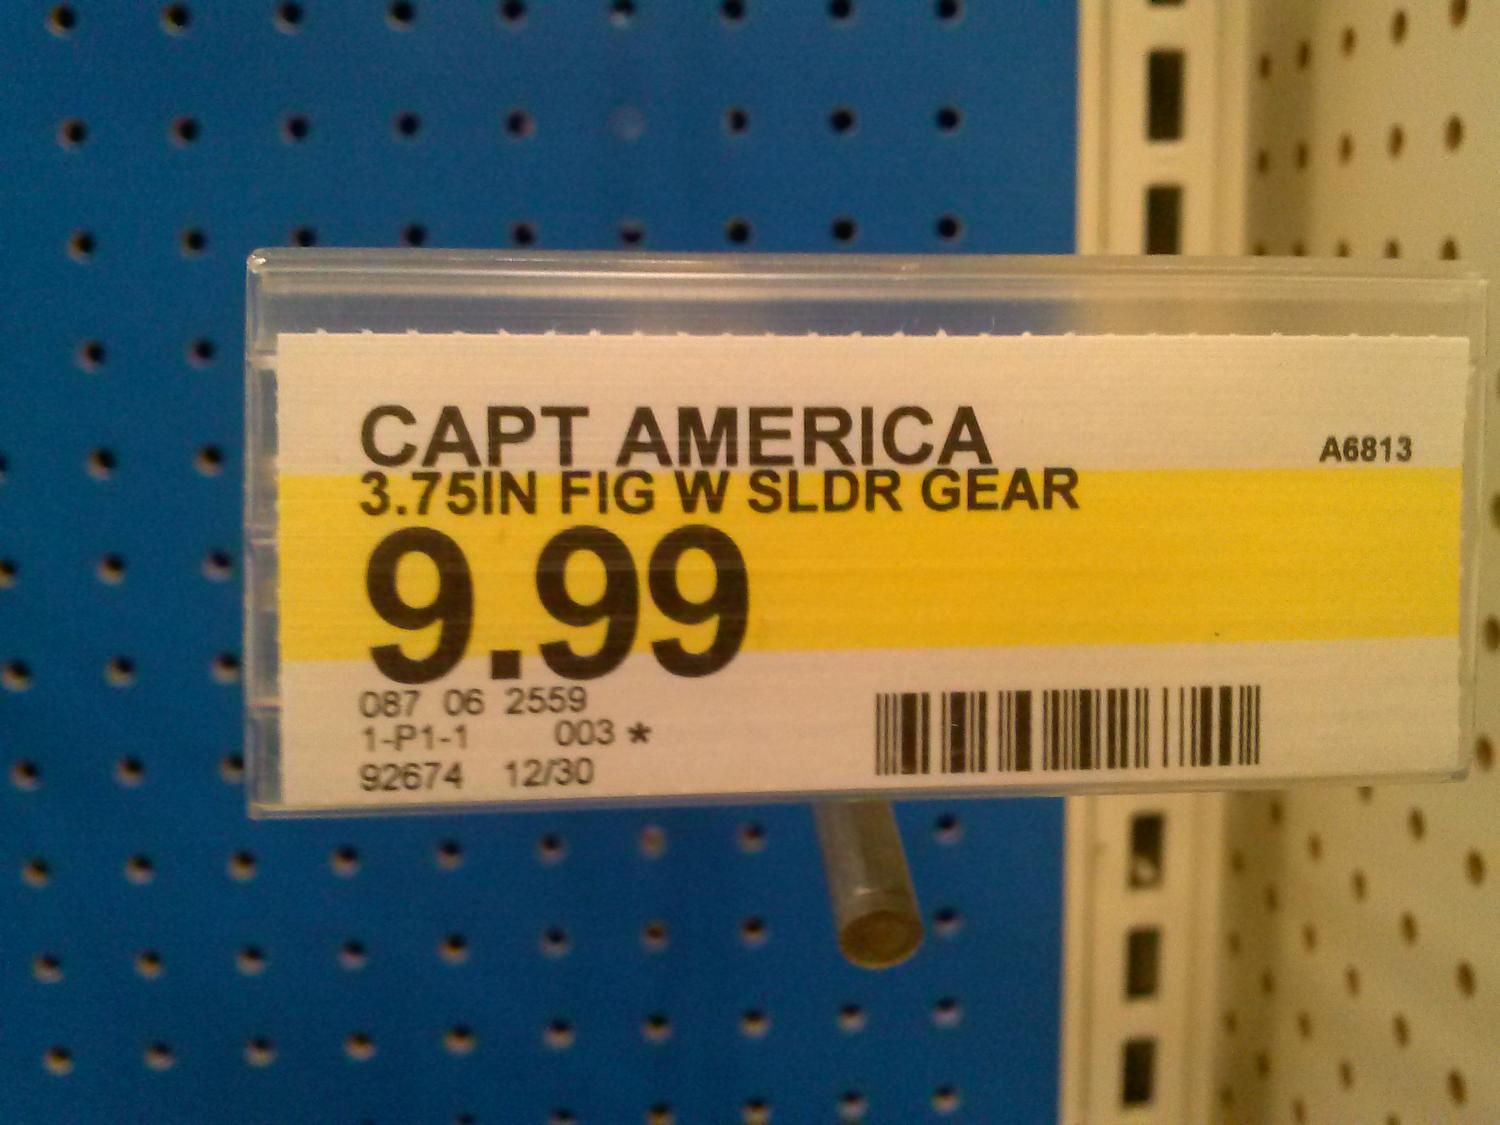 CAPT AMERICA
A6813
3.75IN FIG W SLDR GEAR
9.99
087 06 2559
1-P1-1 003 *
92674 12/30